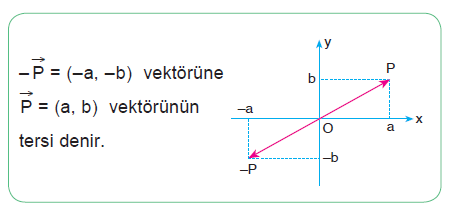 –P = (–a, –b) vektörüne
P = (a, b) vektörünün
tersi denir.
y
P
b
–a
x
O
a
–b
–P